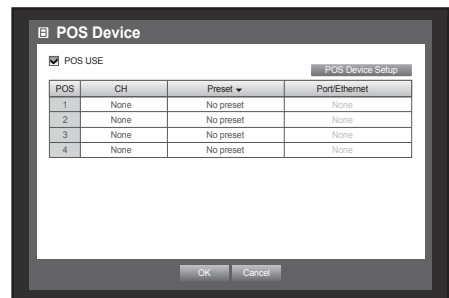 POS Device
POS USE
POS Device Setup
POS CH Preset Port/Ethernet
1 None No preset None
2 None No preset None
3 None No preset None
4 None No preset None
OK Cancel